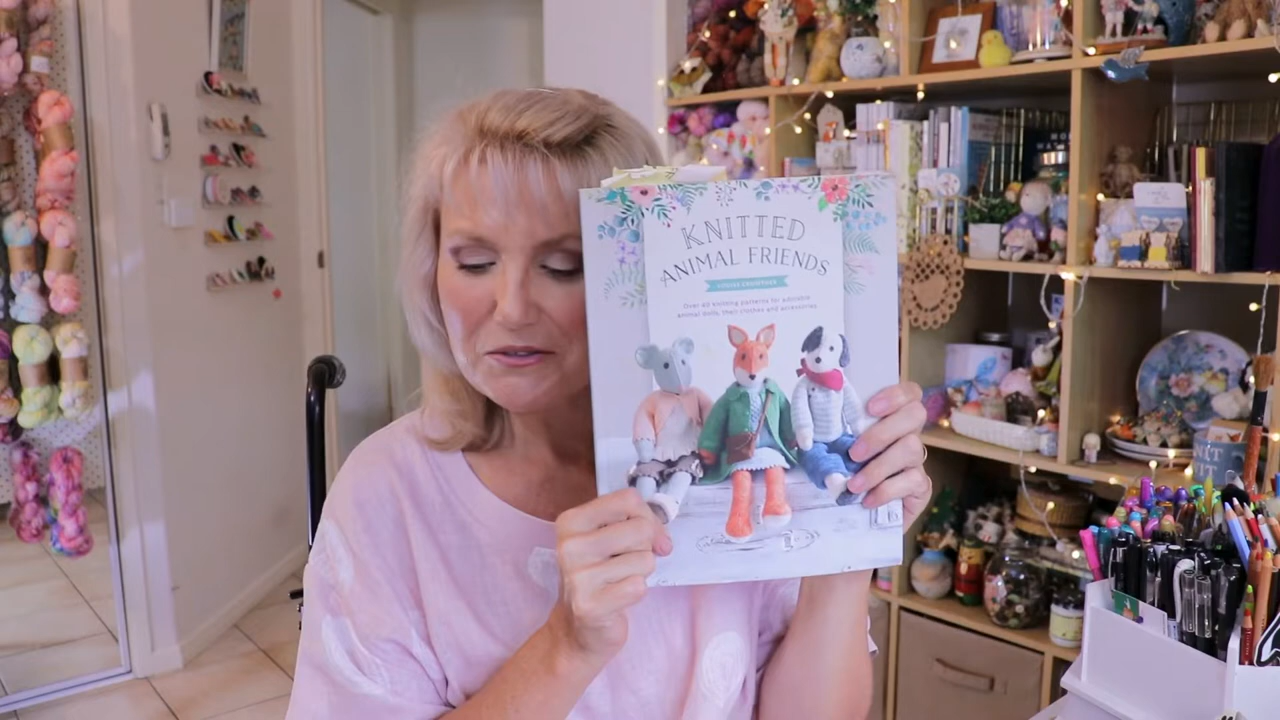 KNITTED
ANIMAL FRIENDS
LOUISE CROWTHER
Over 40 knitting patterns for adorable
animal dolls, their clothes and accessories